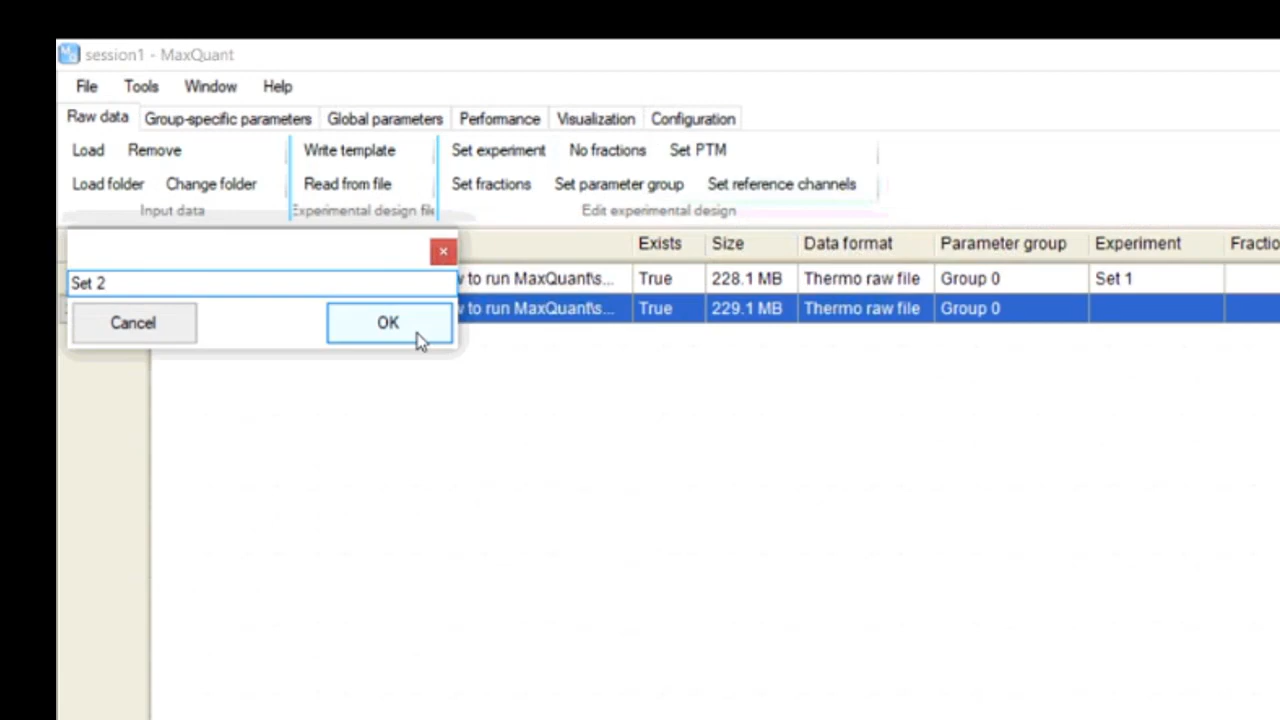 session1 - MaxQuant
File Tools Window Help
Raw data Group-specific parameters Global parameters Performance Visualization Configuration
Load Remove Write template Set experiment No fractions Set PTM
Load folder Change folder Read from file Set fractions Set parameter group Set reference channels
Input data Experimental design file Edit experimental design
Exists Size Data format Parameter group Experiment
Set 2 to run MaxQuant\s... True 228.1 MB Thermo raw file Group 0 Set 1
Cancel OK to run MaxQuant\s... True 229.1 MB Thermo raw file Group 0